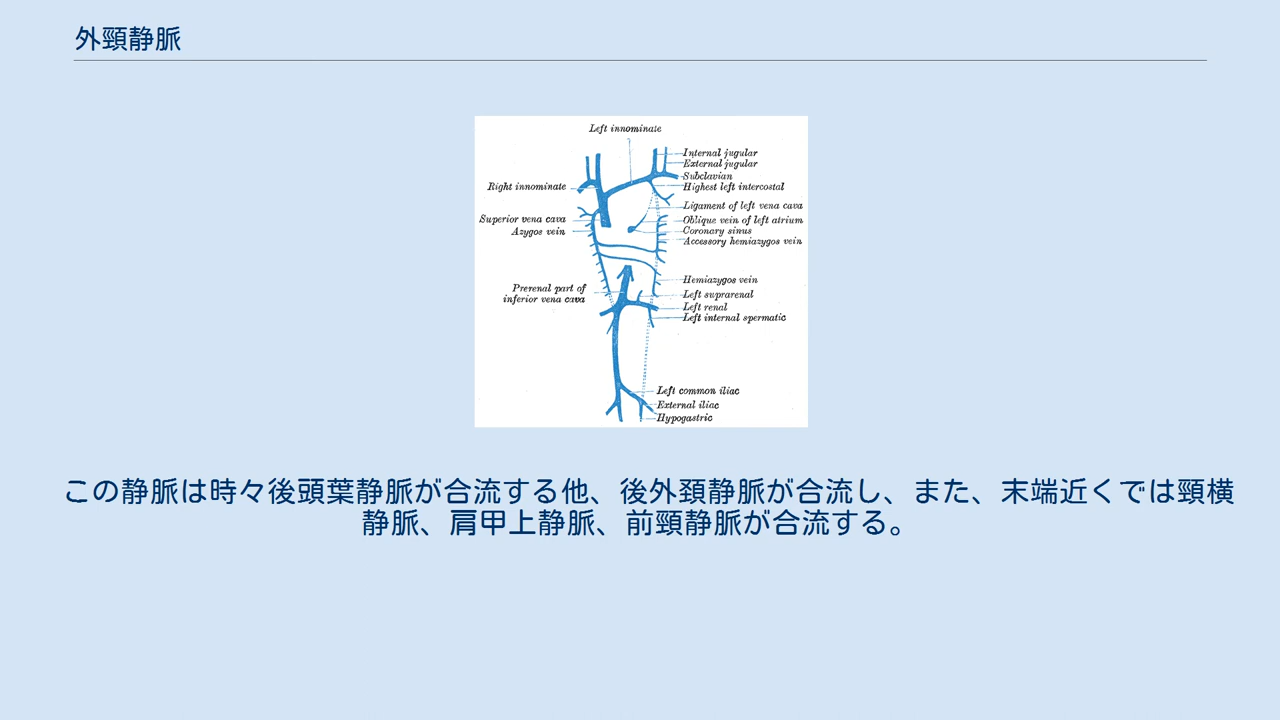 外頸静脈
Left innominate
Internal jugular
External jugular
Subclavian
Right innominate
Highest left intercostal
Ligament of left vena cava
Superior vena cava
Oblique vein of left atrium
Azygos vein
Coronary sinus
Accessory hemiazygos vein
Hemiazygos vein
Prerenal part of
inferior vena cava
Left suprarenal
Left renal
Left internal spermatic
Left common iliac
External iliac
Hypogastric
この静脈は時々後頭葉静脈が合流する他、後外頚静脈が合流し、また、末端近くでは頸横
静脈、肩甲上静脈、前頸静脈が合流する。